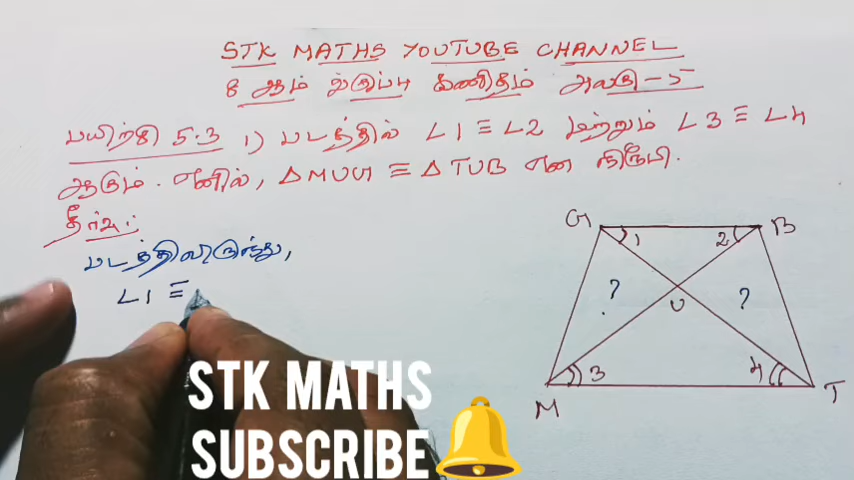 STK MATHS YOUTUBE CHANNEL
8 ஆம் வகுப்பு கணிதம் அலகு - 5
பயிற்சி 5.3 1) படத்தில் ∠1 ≡ ∠2 மற்றும் ∠3 ≡ ∠4
ஆகும். எனில், ΔMUG ≡ ΔTUB என நிரூபி.
தீர்வு:
படத்திலிருந்து,
∠1 ≡
G
B
1
2
?
U
?
3
4
M
T
STK MATHS
SUBSCRIBE